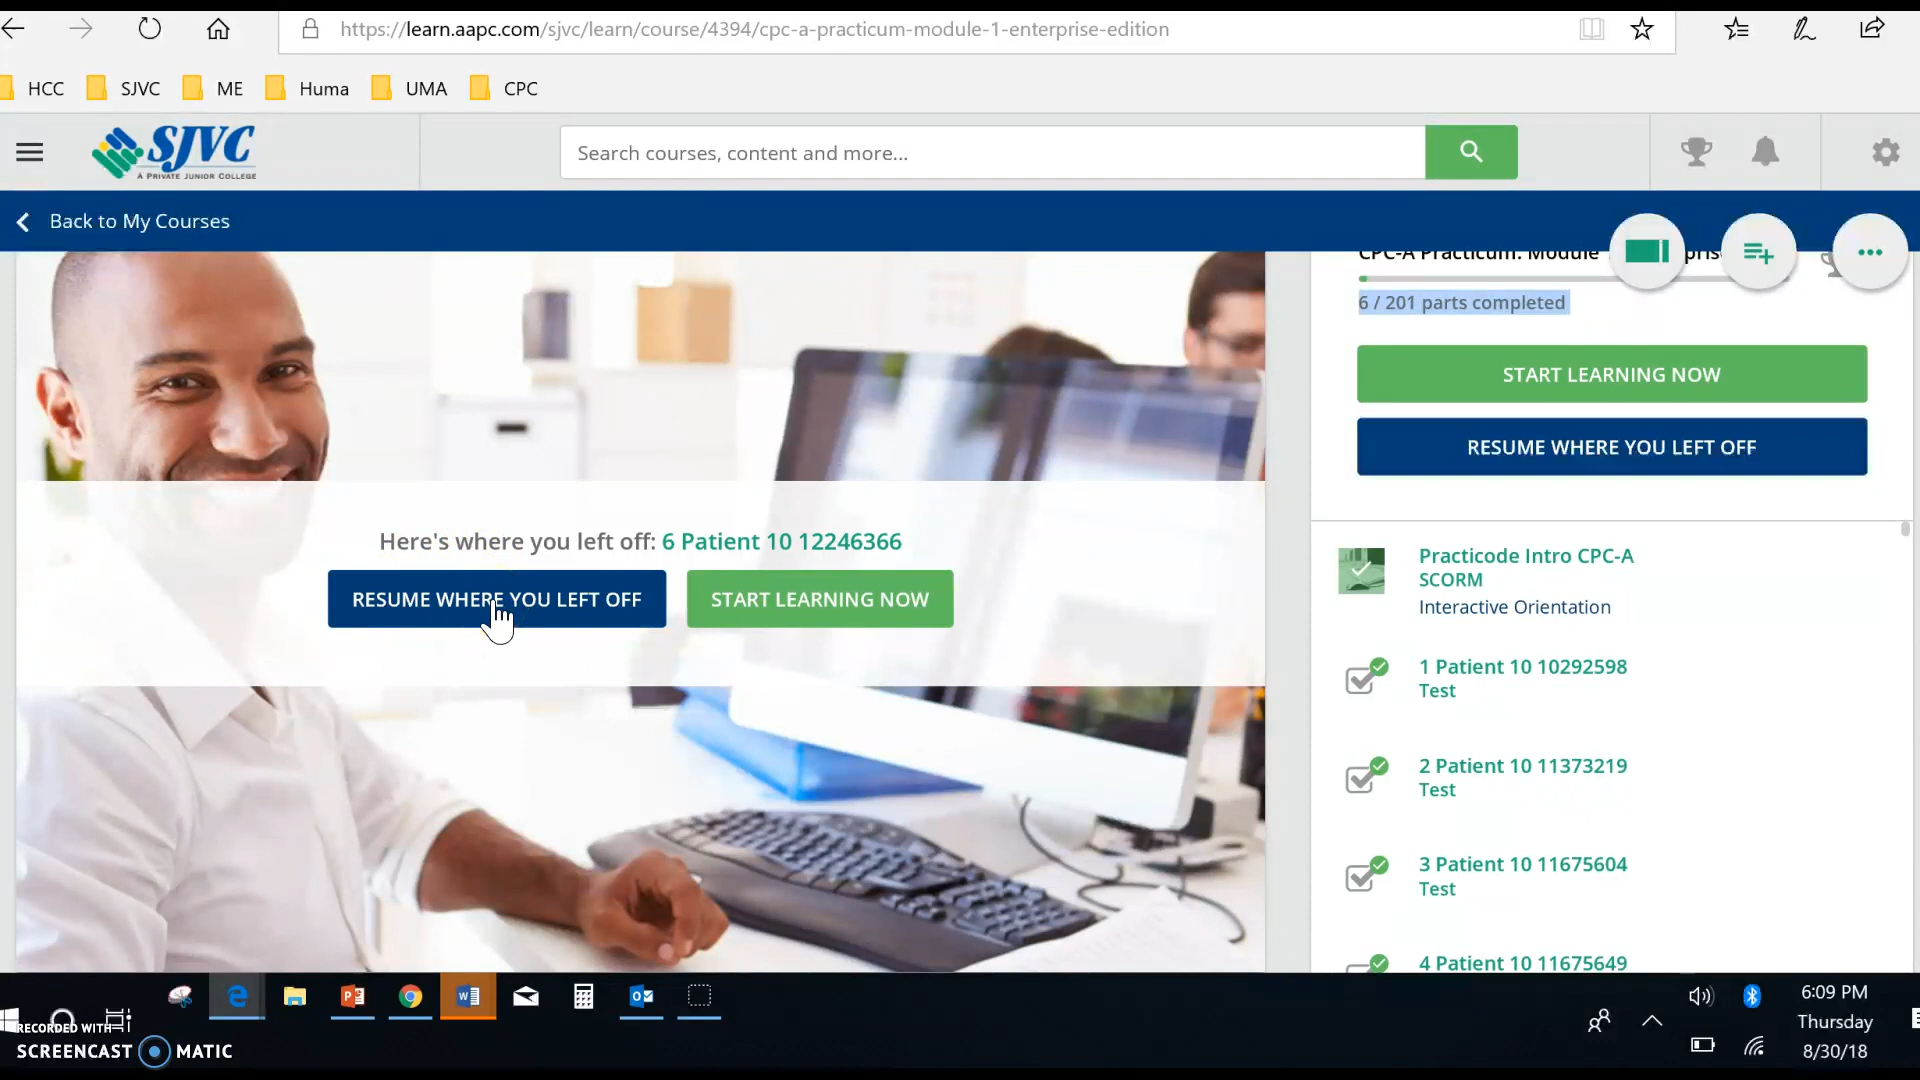 https://learn.aapc.com/sjvc/learn/course/4394/cpc-a-practicum-module-1-enterprise-edition
HCC SJVC ME Huma UMA CPC
SJVC
A PRIVATE JUNIOR COLLEGE
Search courses, content and more...
Back to My Courses
CPC-A Practicum: Module
6 / 201 parts completed
START LEARNING NOW
RESUME WHERE YOU LEFT OFF
Here's where you left off: 6 Patient 10 12246366
RESUME WHERE YOU LEFT OFF START LEARNING NOW
Practicode Intro CPC-A
SCORM
Interactive Orientation
1 Patient 10 10292598
Test
2 Patient 10 11373219
Test
3 Patient 10 11675604
Test
4 Patient 10 11675649
6:09 PM
Thursday
8/30/18
RECORDED WITH
SCREENCAST MATIC